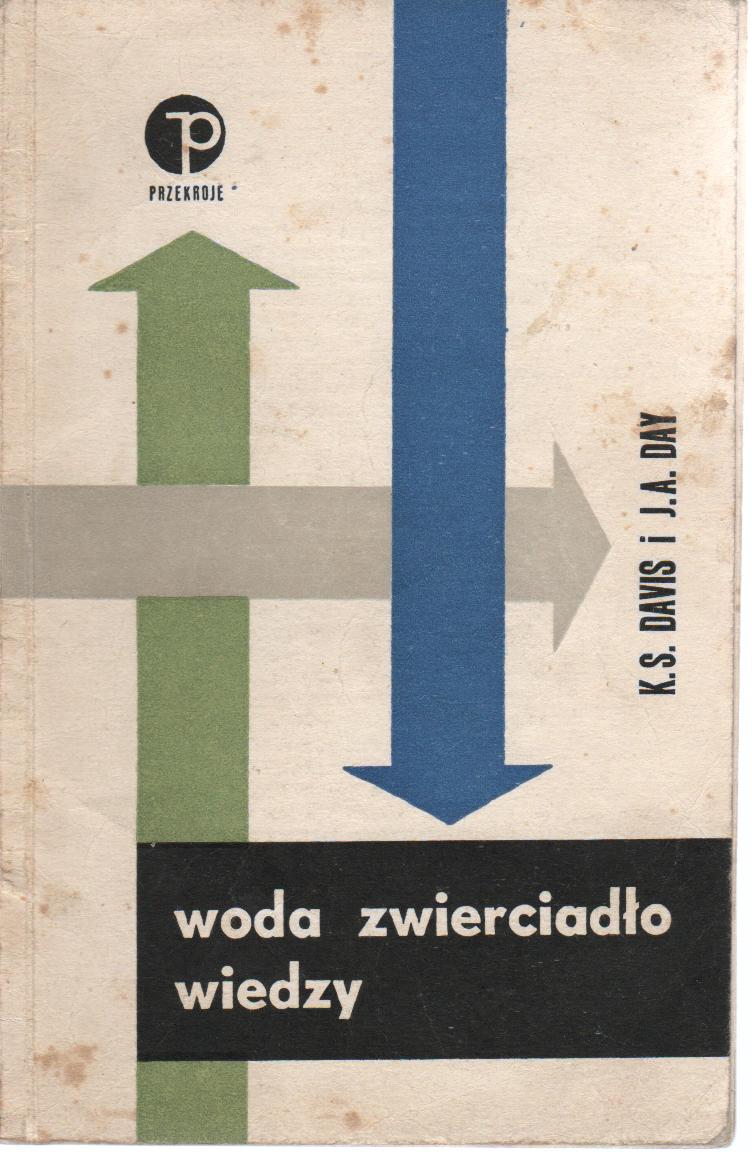 P
PRZEKROJE
K.S. DAVIS i J.A. DAY
woda zwierciadło
wiedzy